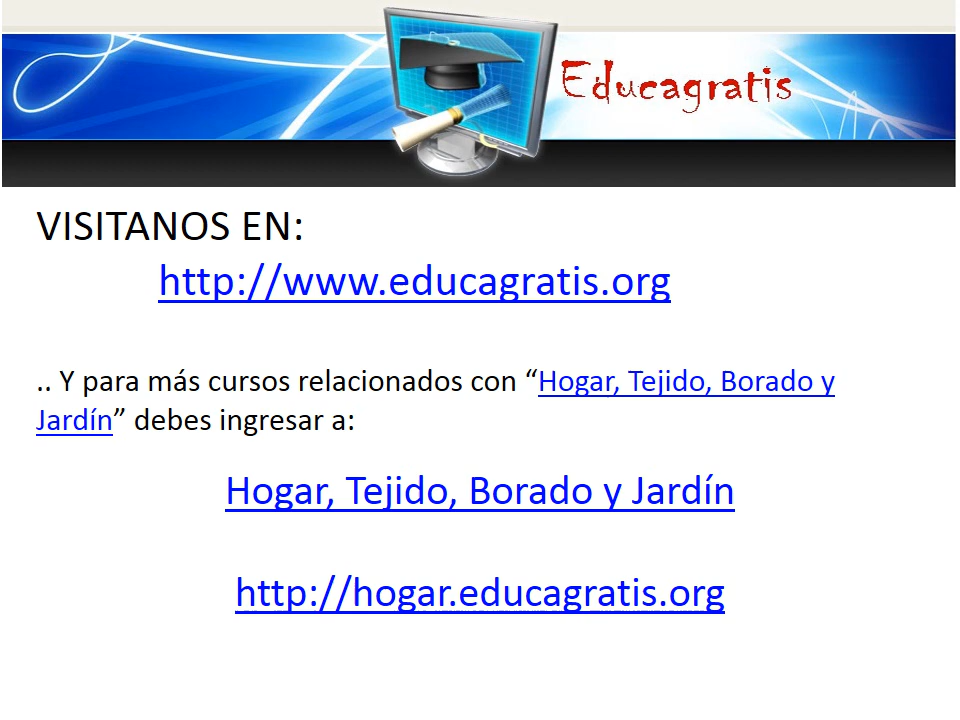 Educagratis
VISITANOS EN:
http://www.educagratis.org
.. Y para más cursos relacionados con “Hogar, Tejido, Borado y
Jardín” debes ingresar a:
Hogar, Tejido, Borado y Jardín
http://hogar.educagratis.org